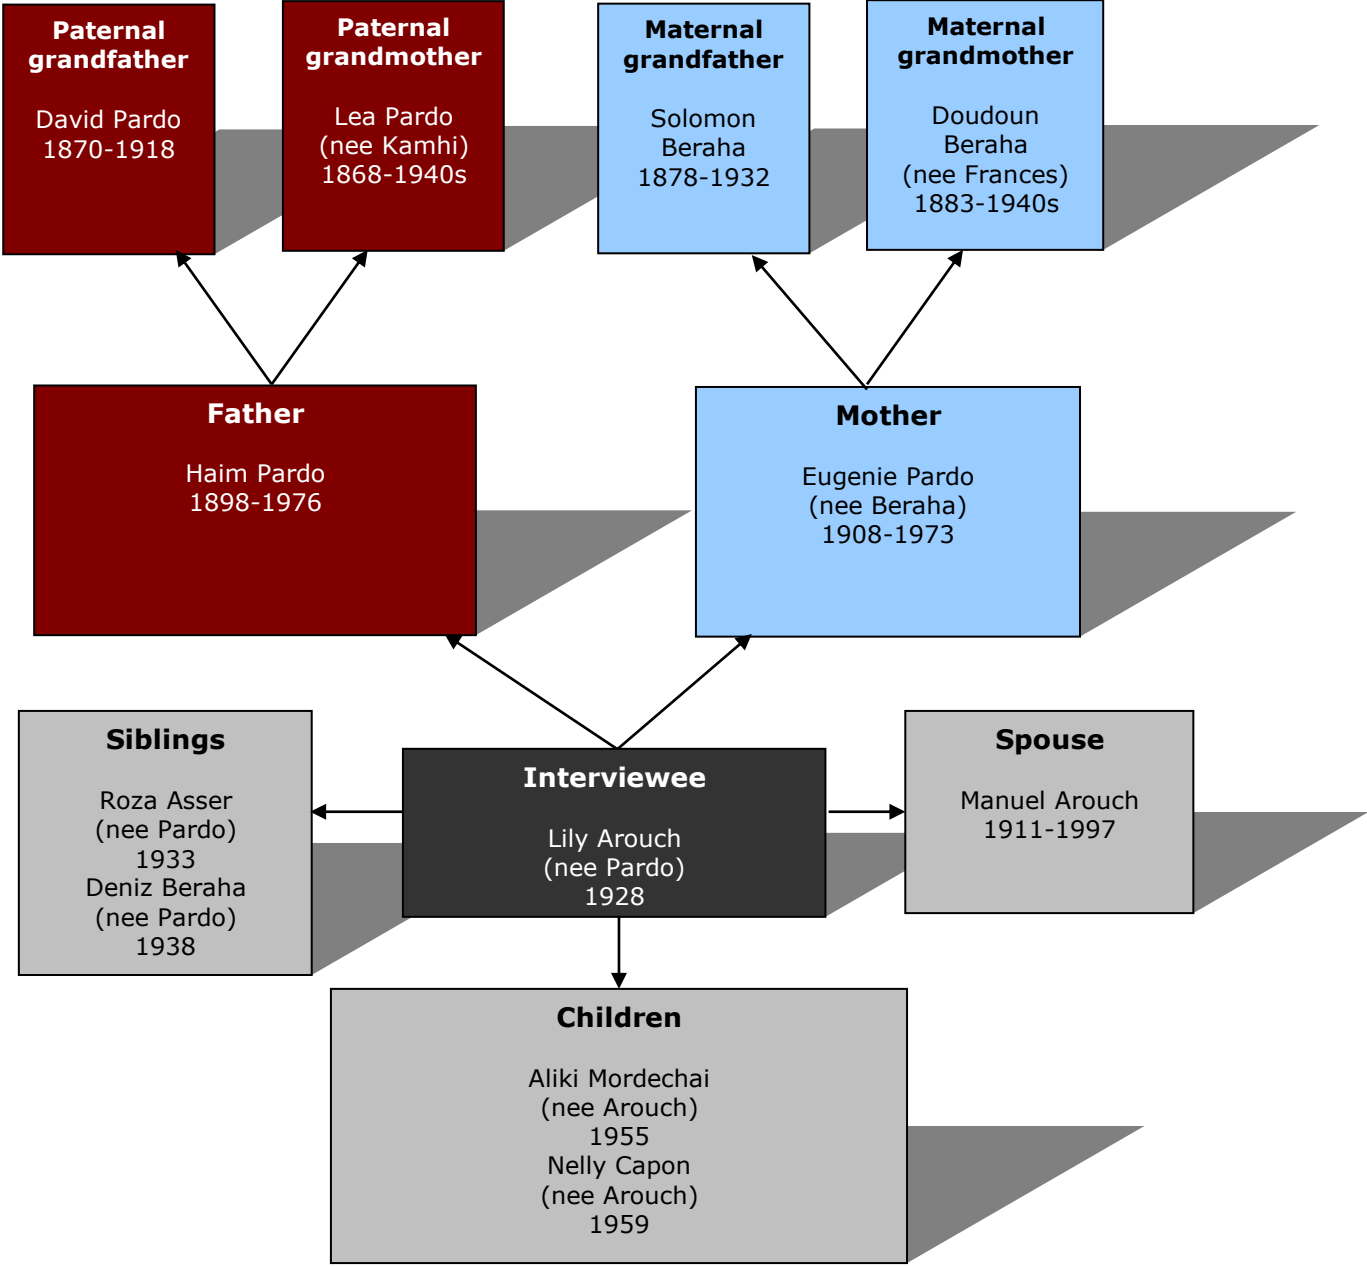 Paternal
grandfather
David Pardo
1870-1918
Paternal
grandmother
Lea Pardo
(nee Kamhi)
1868-1940s
Maternal
grandfather
Solomon
Beraha
1878-1932
Maternal
grandmother
Doudoun
Beraha
(nee Frances)
1883-1940s
Father
Haim Pardo
1898-1976
Mother
Eugenie Pardo
(nee Beraha)
1908-1973
Siblings
Roza Asser
(nee Pardo)
1933
Deniz Beraha
(nee Pardo)
1938
Interviewee
Lily Arouch
(nee Pardo)
1928
Spouse
Manuel Arouch
1911-1997
Children
Aliki Mordechai
(nee Arouch)
1955
Nelly Capon
(nee Arouch)
1959